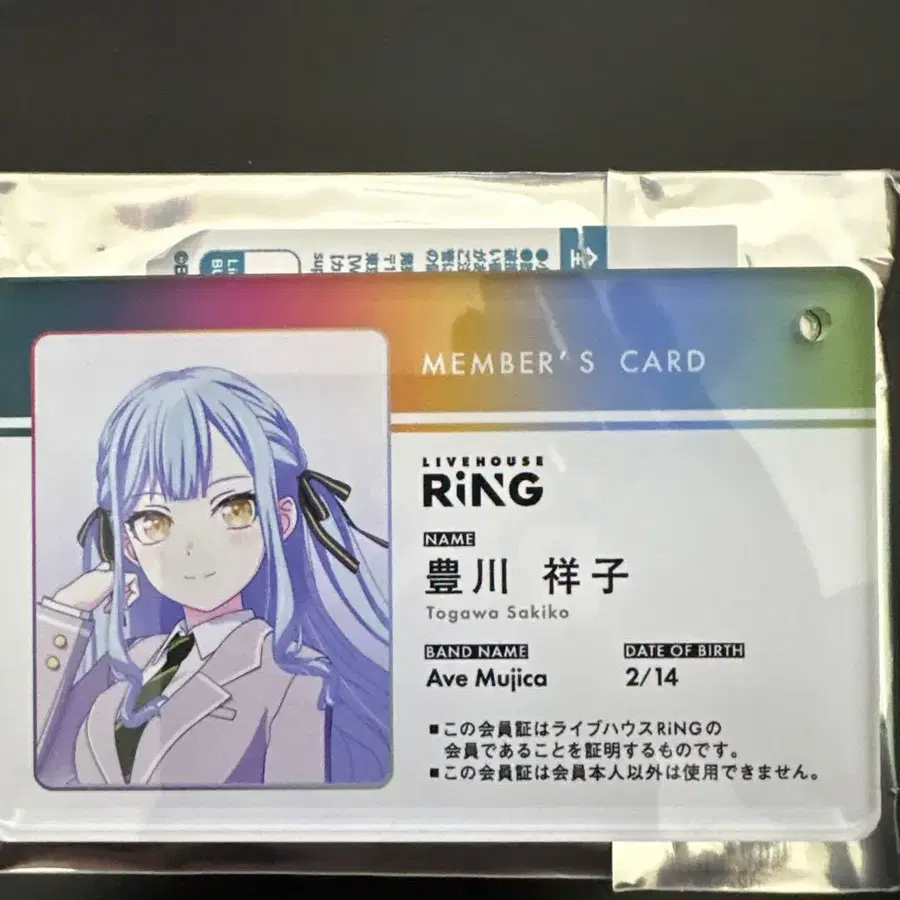 MEMBER'S CARD
LIVEHOUSE
RiNG
NAME
豊川 祥子
Togawa Sakiko
BAND NAME
DATE OF BIRTH
Ave Mujica
2/14
■この会員証はライブハウスRiNGの
会員であることを証明するものです。
■この会員証は会員本人以外は使用できません。